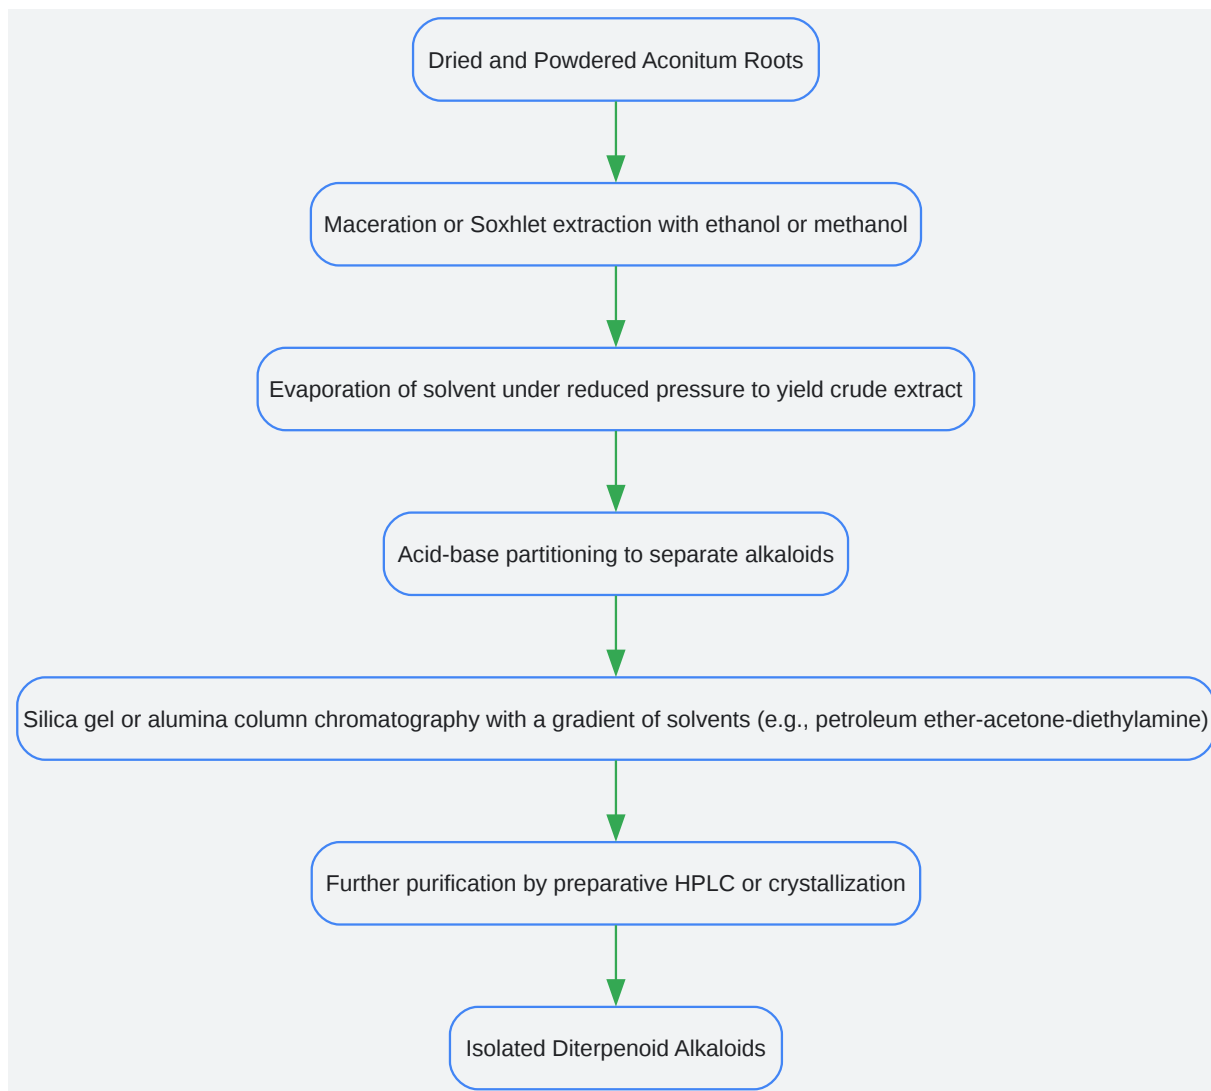 Dried and Powdered Aconitum Roots
Maceration or Soxhlet extraction with ethanol or methanol
Evaporation of solvent under reduced pressure to yield crude extract
Acid-base partitioning to separate alkaloids
Silica gel or alumina column chromatography with a gradient of solvents (e.g., petroleum ether-acetone-diethylamine)
Further purification by preparative HPLC or crystallization
Isolated Diterpenoid Alkaloids